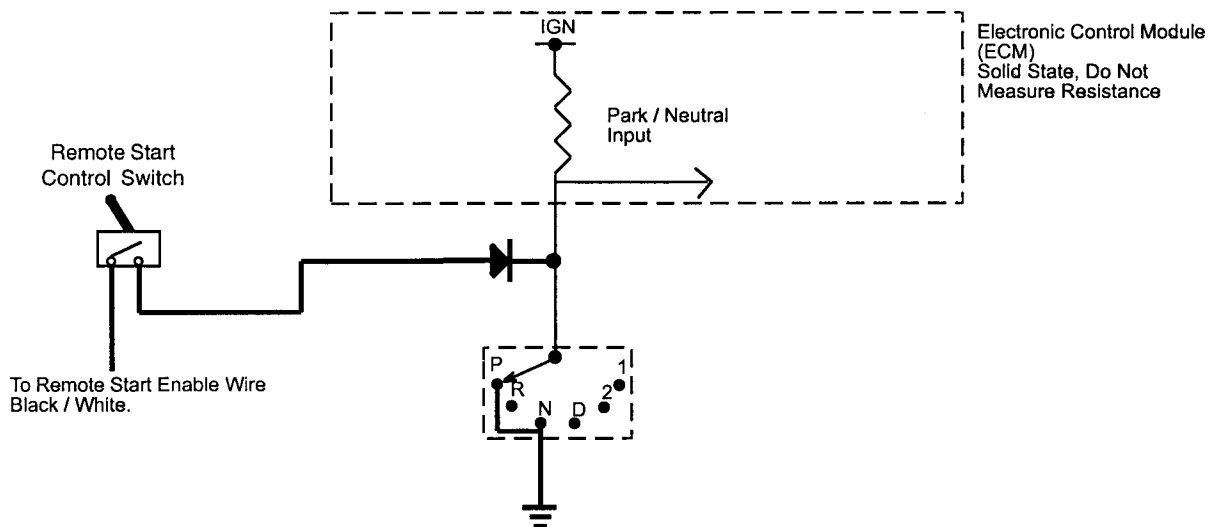 IGN
Electronic Control Module
(ECM)
Solid State, Do Not
Measure Resistance
Park / Neutral
Input
Remote Start
Control Switch
To Remote Start Enable Wire
Black / White.
P
R
N
D
2
1